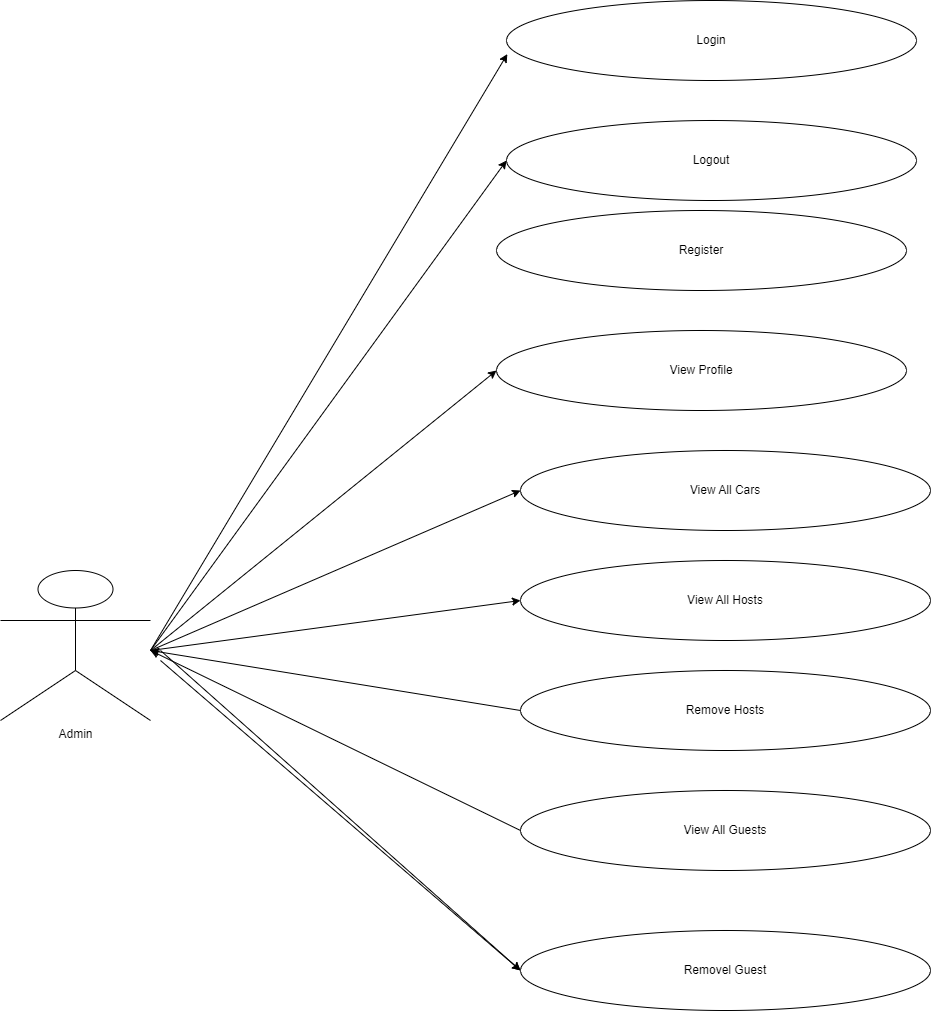 Login
Logout
Register
View Profile
View All Cars
View All Hosts
Remove Hosts
Admin
View All Guests
Removel Guest